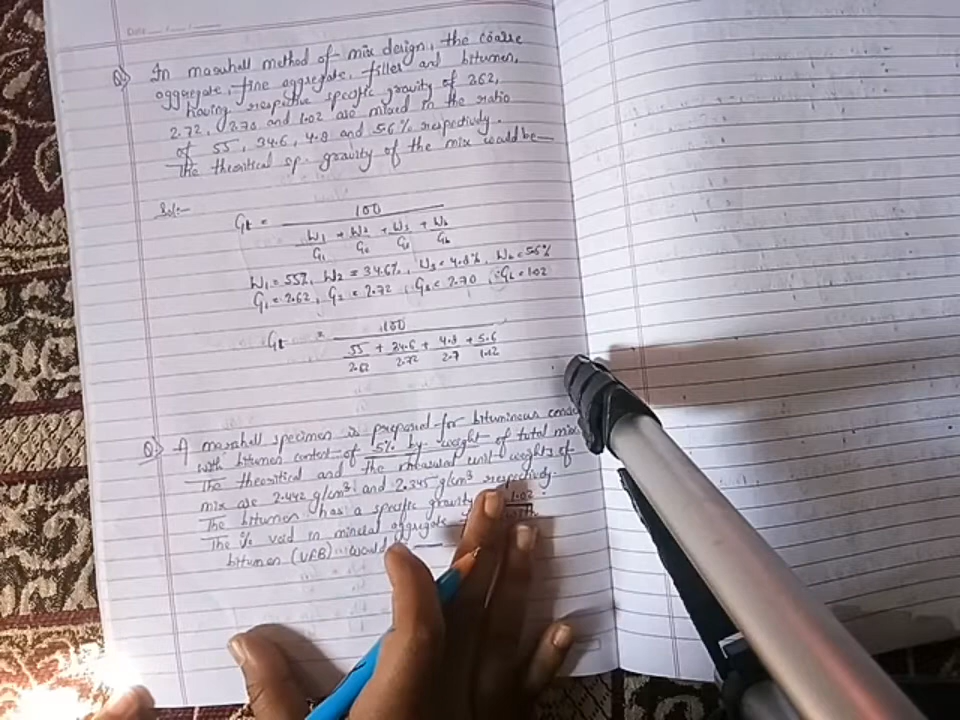 Date
Q) In marshall method of mix design, the coarse
aggregate, fine aggregate, filler and bitumen,
having respective specific gravity of 2.62,
2.72, 2.70 and 1.02 are mixed in the ratio
of 55, 34.6, 4.8 and 5.6% respectively.
The theoritical sp. gravity of the mix would be—
Sol:-
Gt = 100 / (W1/G1 + W2/G2 + W3/G3 + Wb/Gb)
W1 = 55%, W2 = 34.6%, W3 = 4.8%, Wb = 5.6%
G1 = 2.62, G2 = 2.72, G3 = 2.70, Gb = 1.02
Gt = 100 / (55/2.62 + 34.6/2.72 + 4.8/2.7 + 5.6/1.02)
Q) A marshall specimen is prepared for bituminous
with bitumen content of 5% by weight of total mix.
The theoritical and the measured unit weights of
mix are 2.442 g/cm³ and 2.345 g/cm³ respectively.
The bitumen has a specific gravity 1.02
The % void in mineral aggregate
bitumen (VFB) would